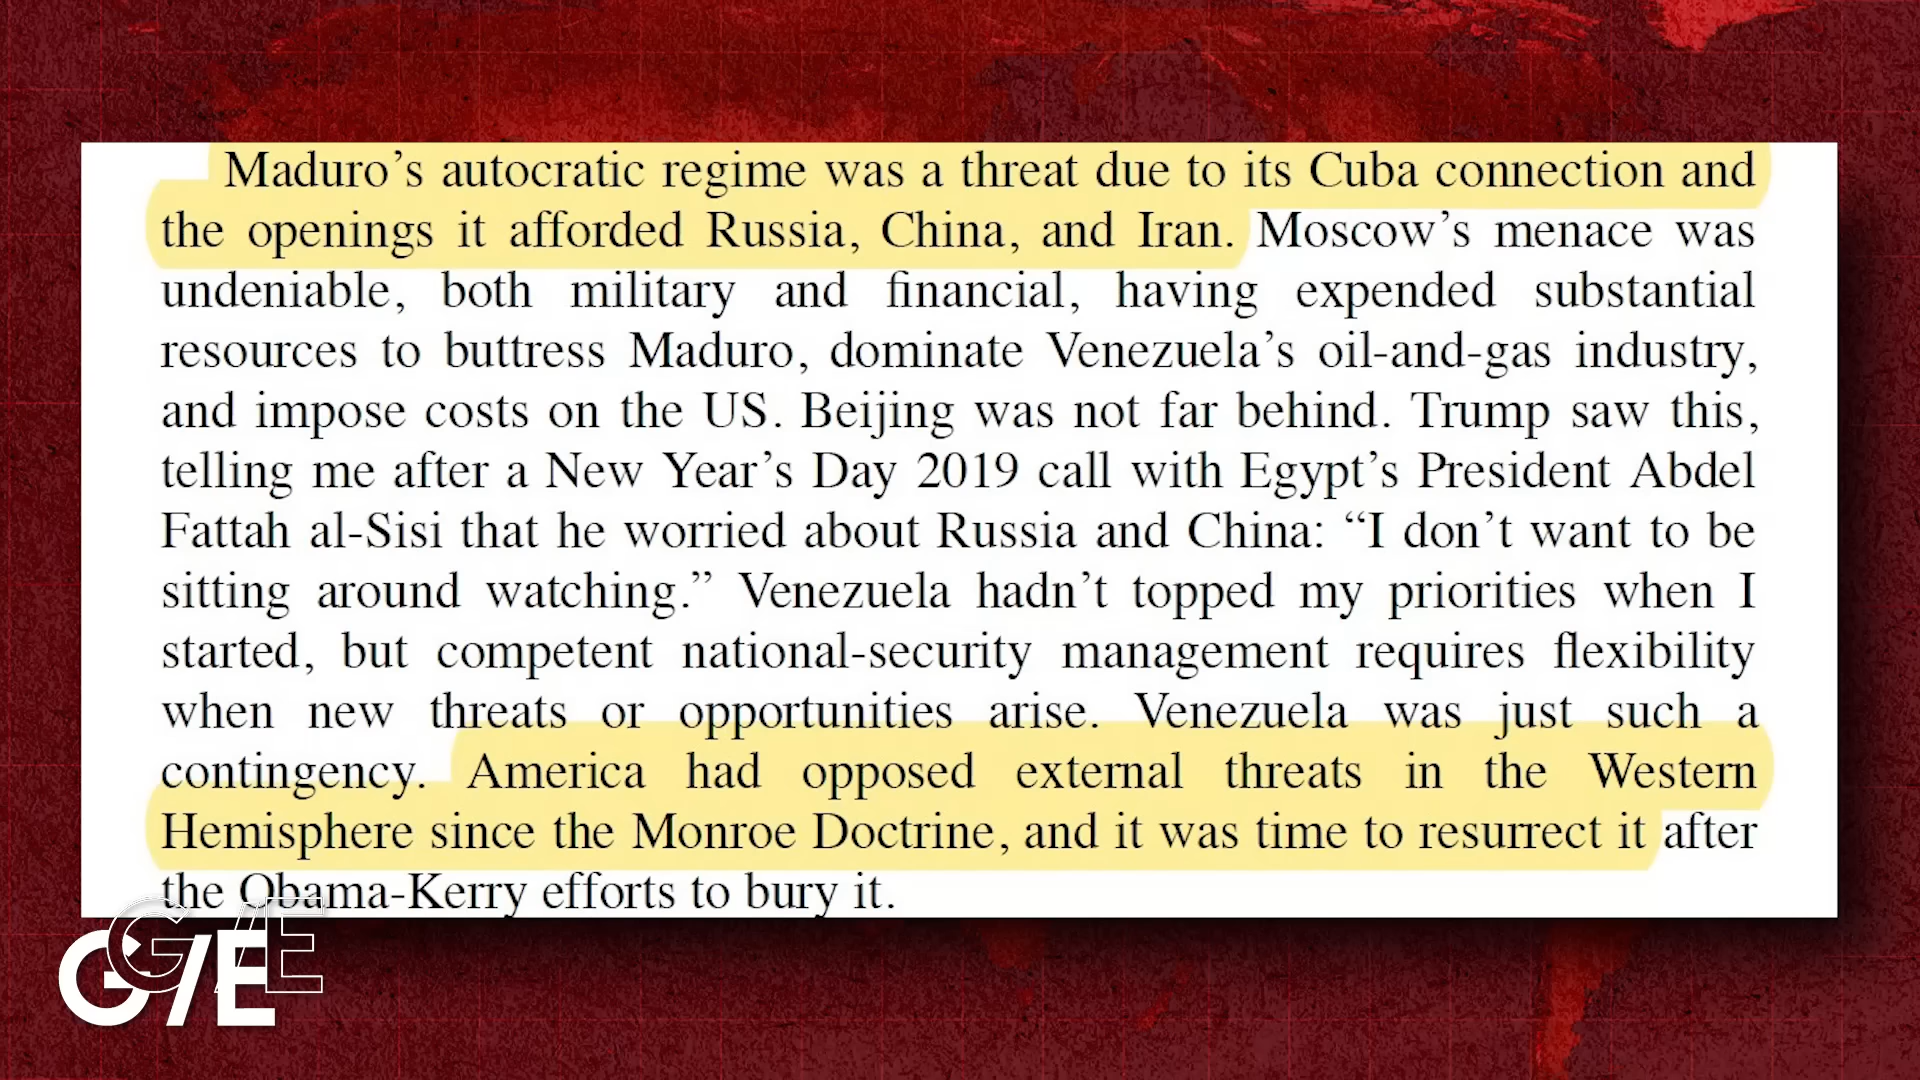 Maduro’s autocratic regime was a threat due to its Cuba connection and
the openings it afforded Russia, China, and Iran. Moscow’s menace was
undeniable, both military and financial, having expended substantial
resources to buttress Maduro, dominate Venezuela’s oil-and-gas industry,
and impose costs on the US. Beijing was not far behind. Trump saw this,
telling me after a New Year’s Day 2019 call with Egypt’s President Abdel
Fattah al-Sisi that he worried about Russia and China: “I don’t want to be
sitting around watching.” Venezuela hadn’t topped my priorities when I
started, but competent national-security management requires flexibility
when new threats or opportunities arise. Venezuela was just such a
contingency. America had opposed external threats in the Western
Hemisphere since the Monroe Doctrine, and it was time to resurrect it after
the Obama-Kerry efforts to bury it.
G/E
G/E